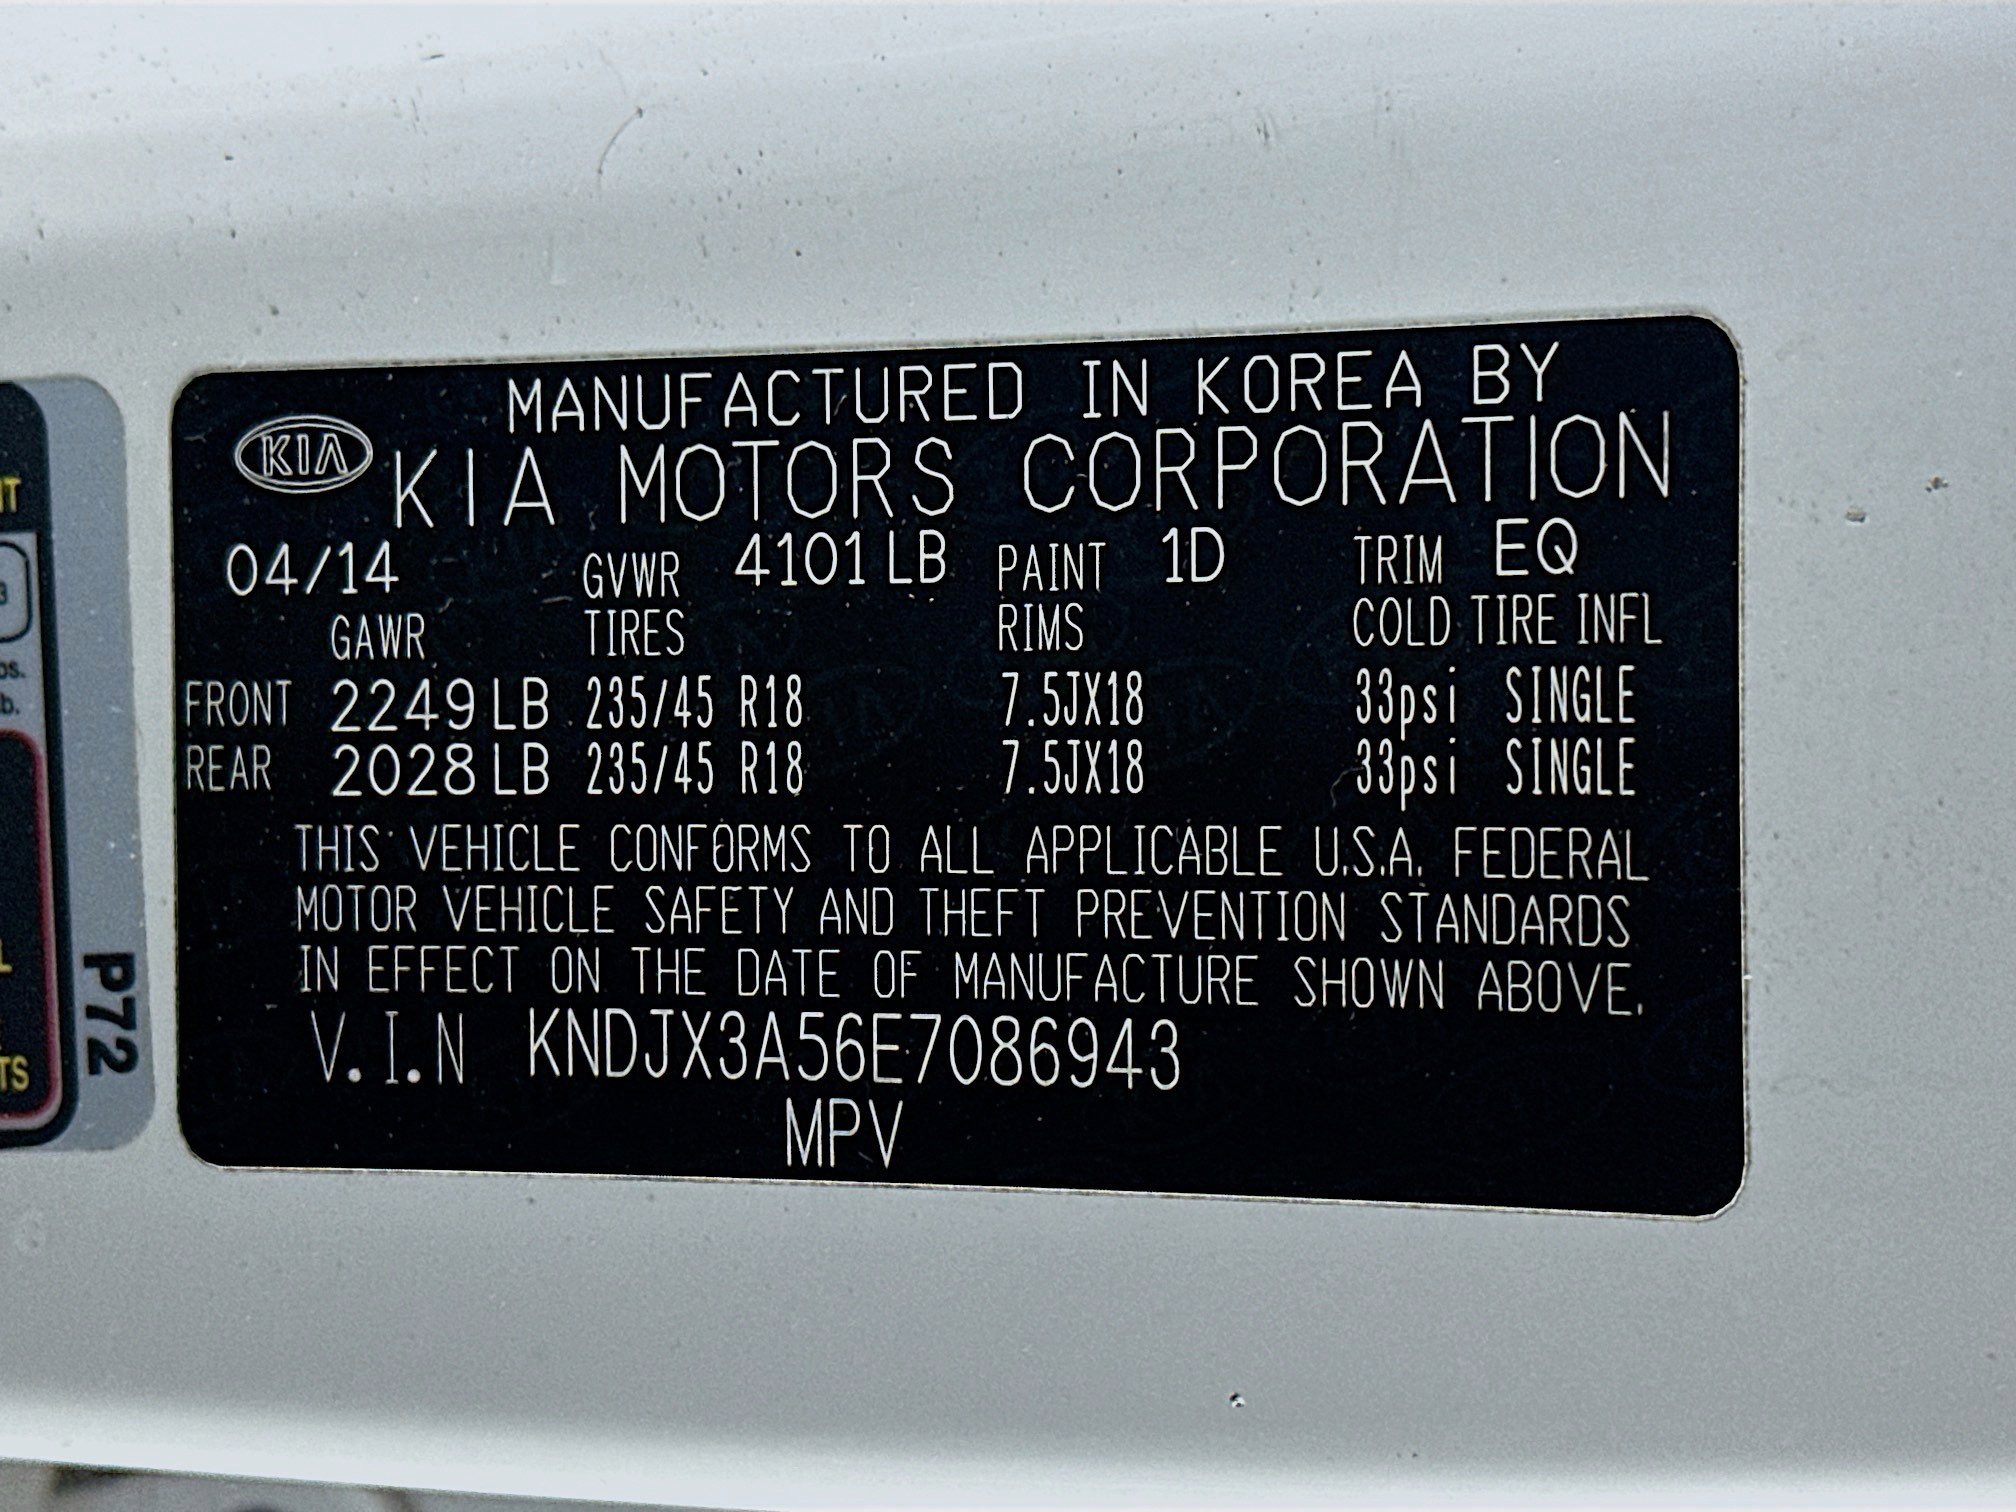 MANUFACTURED IN KOREA BY
KIA KIA MOTORS CORPORATION
04/14 GVWR 4101 LB PAINT 1D TRIM EQ
GAWR TIRES RIMS COLD TIRE INFL
FRONT 2249 LB 235/45 R18 7.5JX18 33psi SINGLE
REAR 2028 LB 235/45 R18 7.5JX18 33psi SINGLE
THIS VEHICLE CONFORMS TO ALL APPLICABLE U.S.A. FEDERAL
MOTOR VEHICLE SAFETY AND THEFT PREVENTION STANDARDS
IN EFFECT ON THE DATE OF MANUFACTURE SHOWN ABOVE.
V.I.N KNDJX3A56E7086943
MPV
P72